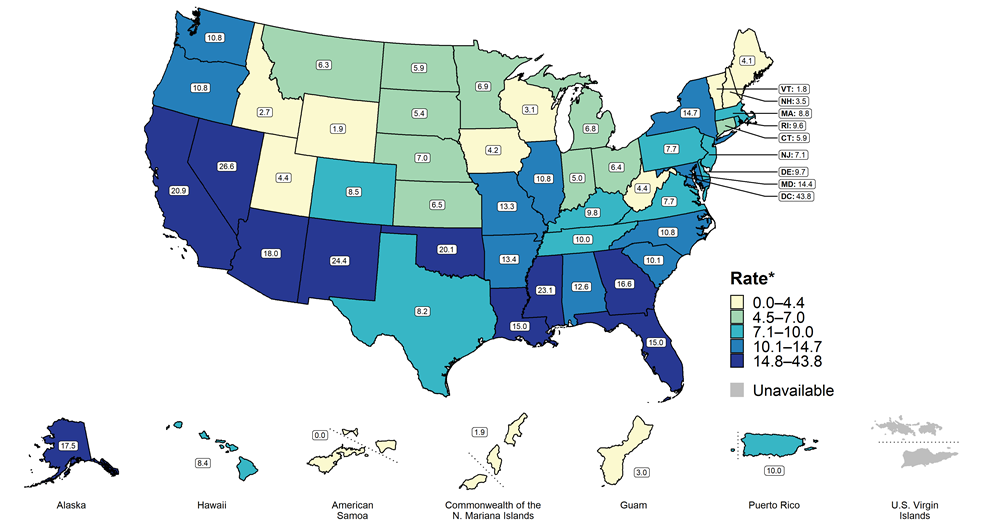 10.8
10.8
20.9
26.6
2.7
6.3
1.9
4.4
8.5
18.0
24.4
5.9
5.4
7.0
6.5
20.1
8.2
6.9
4.2
13.3
13.4
15.0
3.1
10.8
6.8
5.0
6.4
9.8
10.0
23.1
12.6
16.6
15.0
4.4
7.7
10.8
10.1
7.7
14.7
4.1
VT: 1.8
NH: 3.5
MA: 8.8
RI: 9.6
CT: 5.9
NJ: 7.1
DE: 9.7
MD: 14.4
DC: 43.8
Rate*
0.0–4.4
4.5–7.0
7.1–10.0
10.1–14.7
14.8–43.8
Unavailable
17.5
Alaska
8.4
Hawaii
0.0
American
Samoa
1.9
Commonwealth of the
N. Mariana Islands
3.0
Guam
10.0
Puerto Rico
U.S. Virgin
Islands